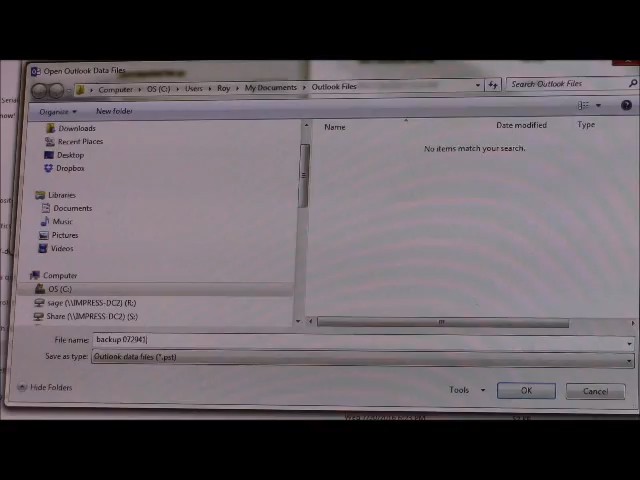 Open Outlook Data Files
Computer OS (C:) Users Roy My Documents Outlook Files
Search Outlook Files
Organize New folder
Name Date modified Type
No items match your search.
Downloads
Recent Places
Desktop
Dropbox
Libraries
Documents
Music
Pictures
Videos
Computer
OS (C:)
sage (\\IMPRESS-DC2) (R:)
Share (\\IMPRESS-DC2) (S:)
File name: backup 072941
Save as type: Outlook data files (*.pst)
Hide Folders
Tools OK Cancel